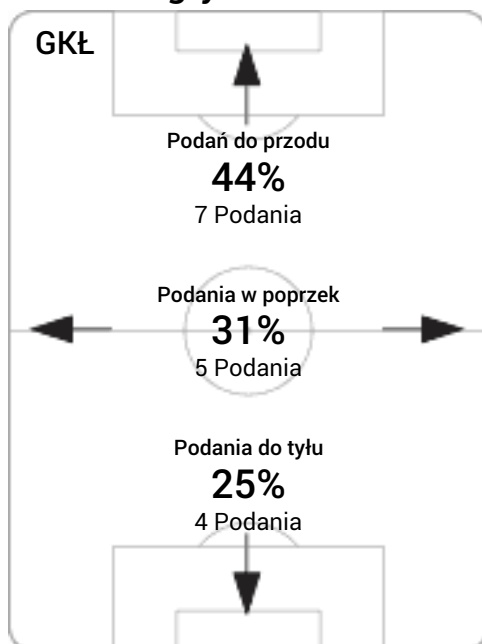 GKŁ
Podań do przodu
44%
7 Podania
Podania w poprzek
31%
5 Podania
Podania do tyłu
25%
4 Podania